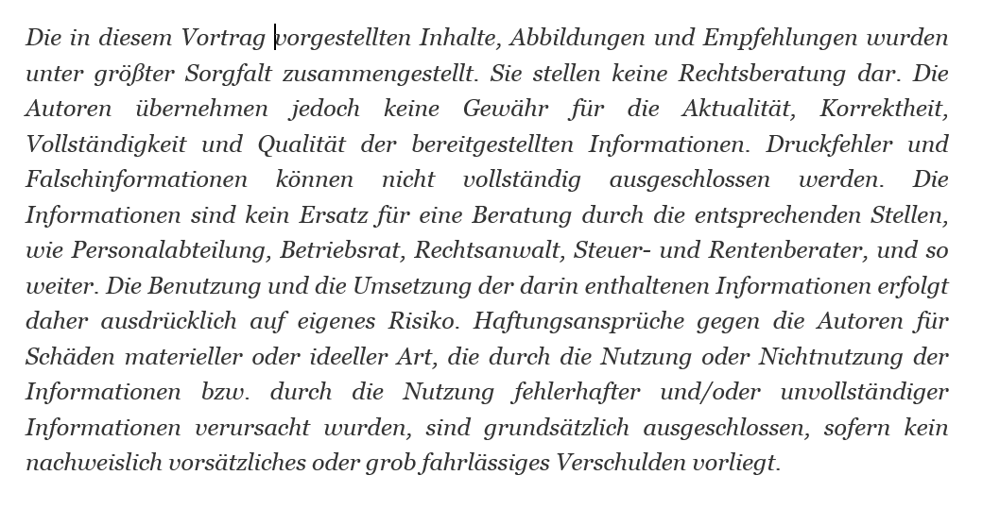 Die in diesem Vortrag vorgestellten Inhalte, Abbildungen und Empfehlungen wurden
unter größter Sorgfalt zusammengestellt. Sie stellen keine Rechtsberatung dar. Die
Autoren übernehmen jedoch keine Gewähr für die Aktualität, Korrektheit,
Vollständigkeit und Qualität der bereitgestellten Informationen. Druckfehler und
Falschinformationen können nicht vollständig ausgeschlossen werden. Die
Informationen sind kein Ersatz für eine Beratung durch die entsprechenden Stellen,
wie Personalabteilung, Betriebsrat, Rechtsanwalt, Steuer- und Rentenberater, und so
weiter. Die Benutzung und die Umsetzung der darin enthaltenen Informationen erfolgt
daher ausdrücklich auf eigenes Risiko. Haftungsansprüche gegen die Autoren für
Schäden materieller oder ideeller Art, die durch die Nutzung oder Nichtnutzung der
Informationen bzw. durch die Nutzung fehlerhafter und/oder unvollständiger
Informationen verursacht wurden, sind grundsätzlich ausgeschlossen, sofern kein
nachweislich vorsätzliches oder grob fahrlässiges Verschulden vorliegt.